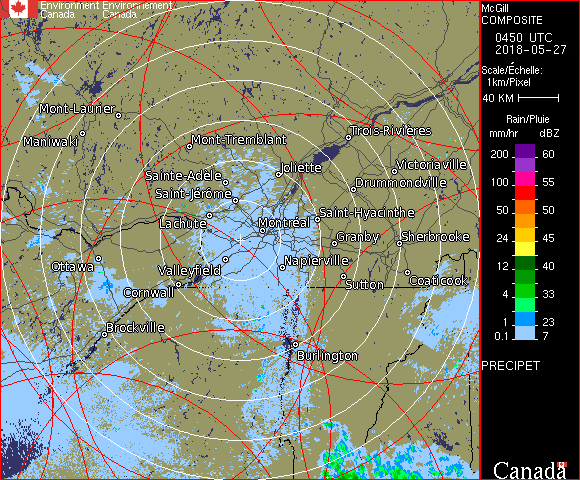 Environment Environnement
Canada Canada
McGill
COMPOSITE
0450 UTC
2018-05-27
Scale/Échelle:
1km/Pixel
40 KM
Rain/Pluie
mm/hr dBZ
200 60
100 55
50 50
24 45
12 40
4 33
1 23
0.1 7
PRECIPET
Canada
Mont-Laurier
Maniwaki
Mont-Tremblant
Trois-Rivières
Victoriaville
Joliette
Sainte-Adèle
Drummondville
Saint-Jérôme
Saint-Hyacinthe
Lachute
Montréal
Granby
Sherbrooke
Ottawa
Valleyfield
Napierville
Coaticook
Cornwall
Sutton
Brockville
Burlington